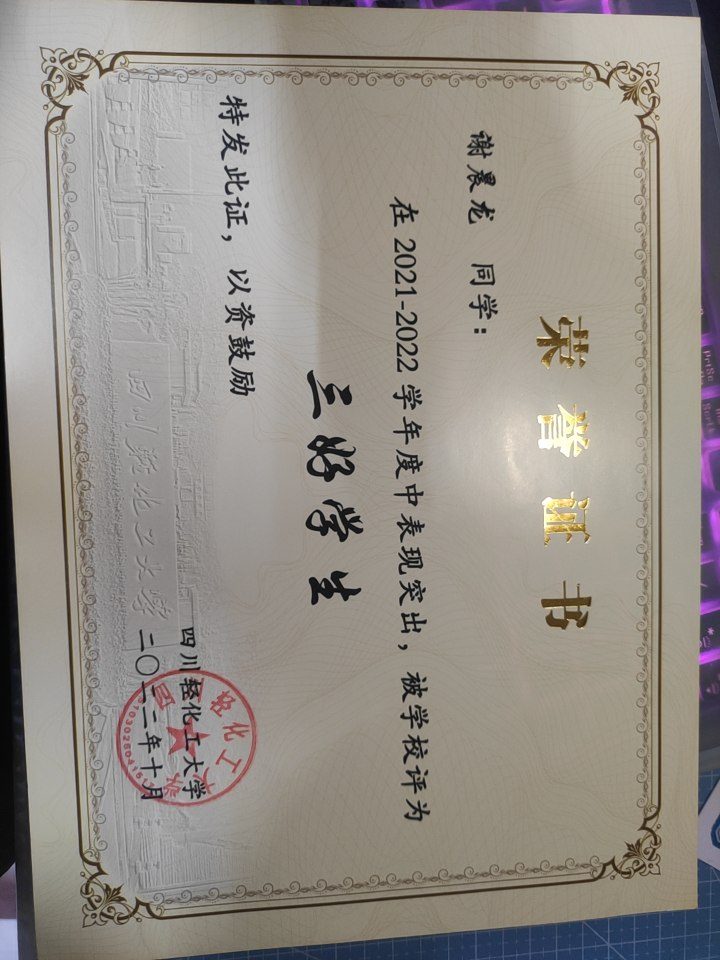 荣誉证书
谢晨龙 同学：
在 2021-2022 学年度中表现突出，被学校评为
三好学生
特发此证，以资鼓励
四川轻化工大学
四川轻化工大学
二〇二二年十月
四川轻化工大学
PrtSc